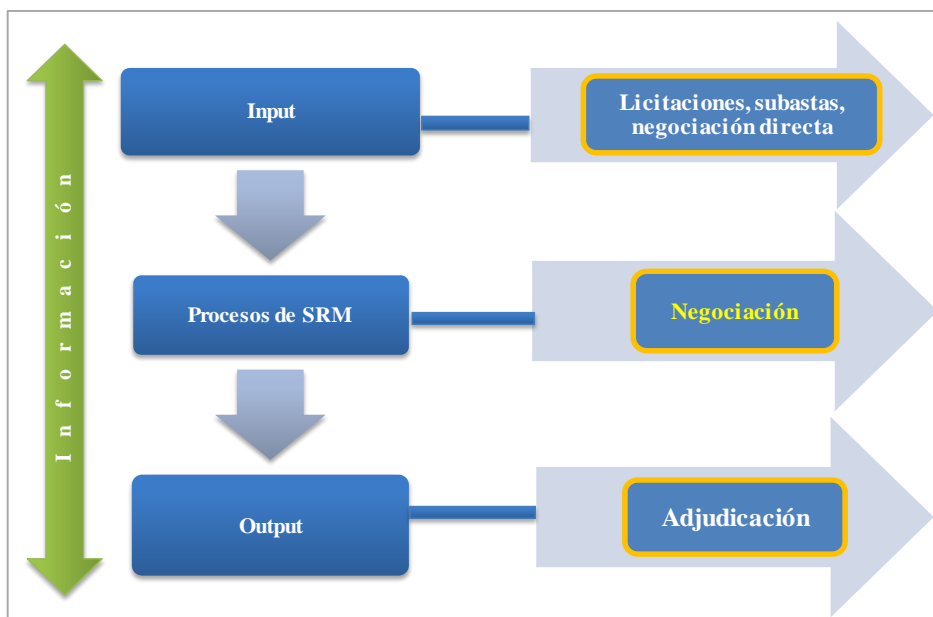 Información
Input
Licitaciones, subastas,
negociación directa
Procesos de SRM
Negociación
Output
Adjudicación